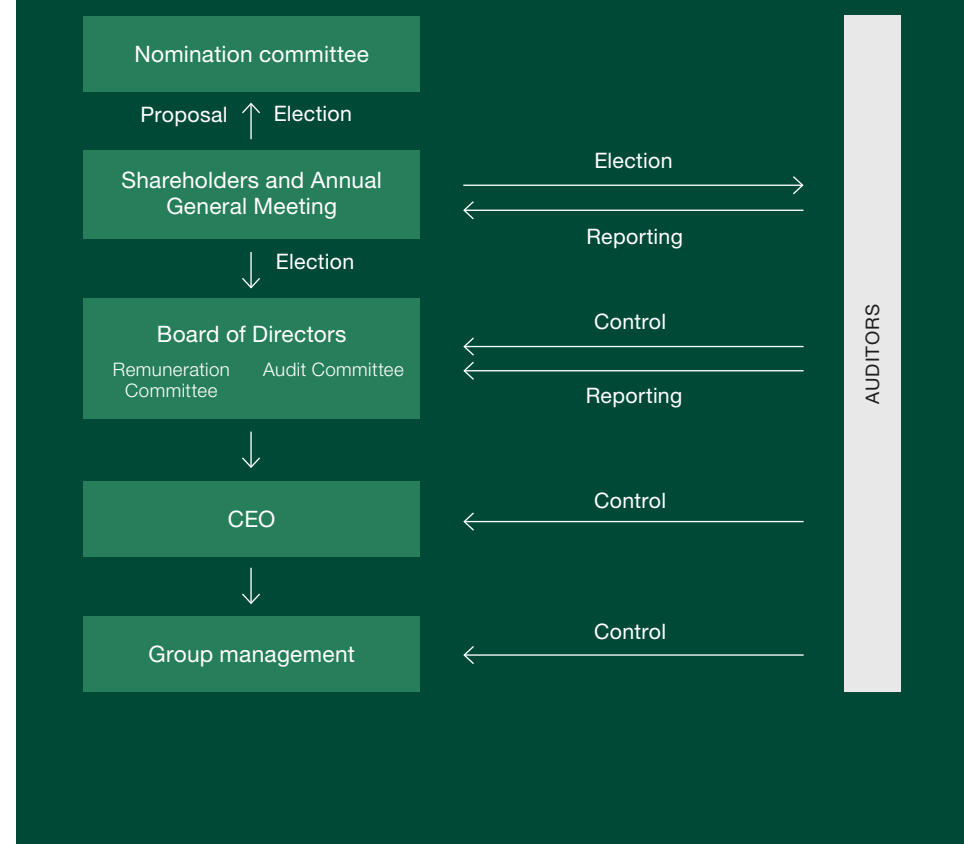 Nomination committee
Proposal Election
Shareholders and Annual
General Meeting
Election
Reporting
Election
Board of Directors
Remuneration
Committee
Audit Committee
Control
Reporting
CEO
Control
Group management
Control
AUDITORS